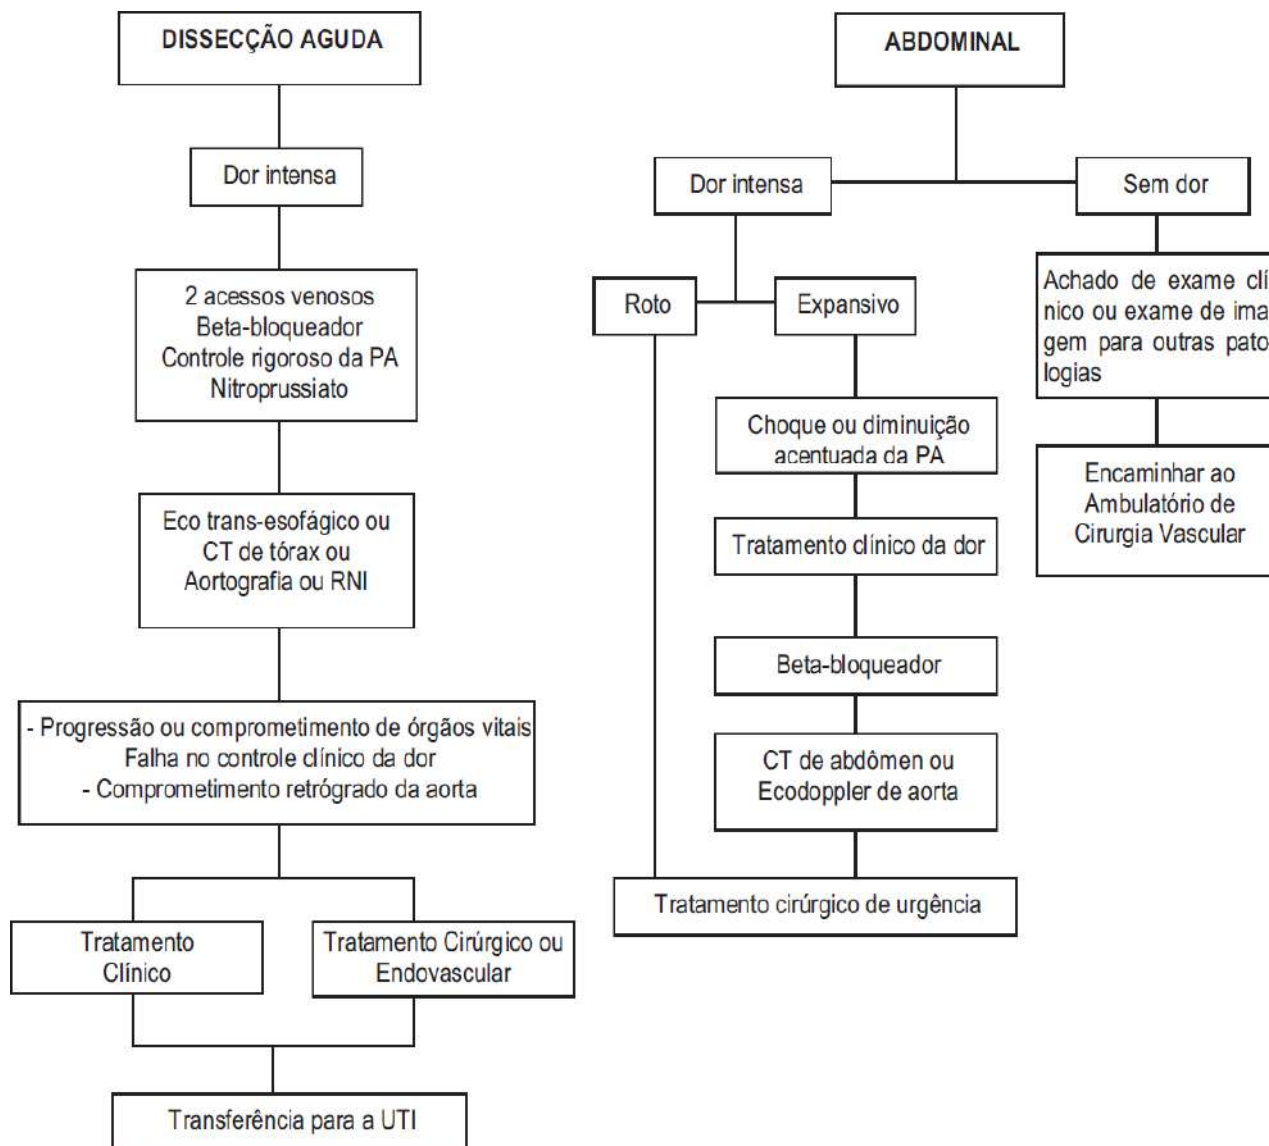 DISSECÇÃO AGUDA
Dor intensa
2 acessos venosos
Beta-bloqueador
Controle rigoroso da PA
Nitroprussiato
Eco trans-esofágico ou
CT de tórax ou
Aortografia ou RNI
- Progressão ou comprometimento de órgãos vitais
Falha no controle clínico da dor
- Comprometimento retrógrado da aorta
Tratamento
Clínico
Tratamento Cirúrgico ou
Endovascular
Transferência para a UTI
ABDOMINAL
Dor intensa
Sem dor
Roto
Expansivo
Choque ou diminuição
acentuada da PA
Tratamento clínico da dor
Beta-bloqueador
CT de abdômen ou
Ecodoppler de aorta
Tratamento cirúrgico de urgência
Achado de exame clí
nico ou exame de ima-
gem para outras pato-
logias
Encaminhar ao
Ambulatório de
Cirurgia Vascular